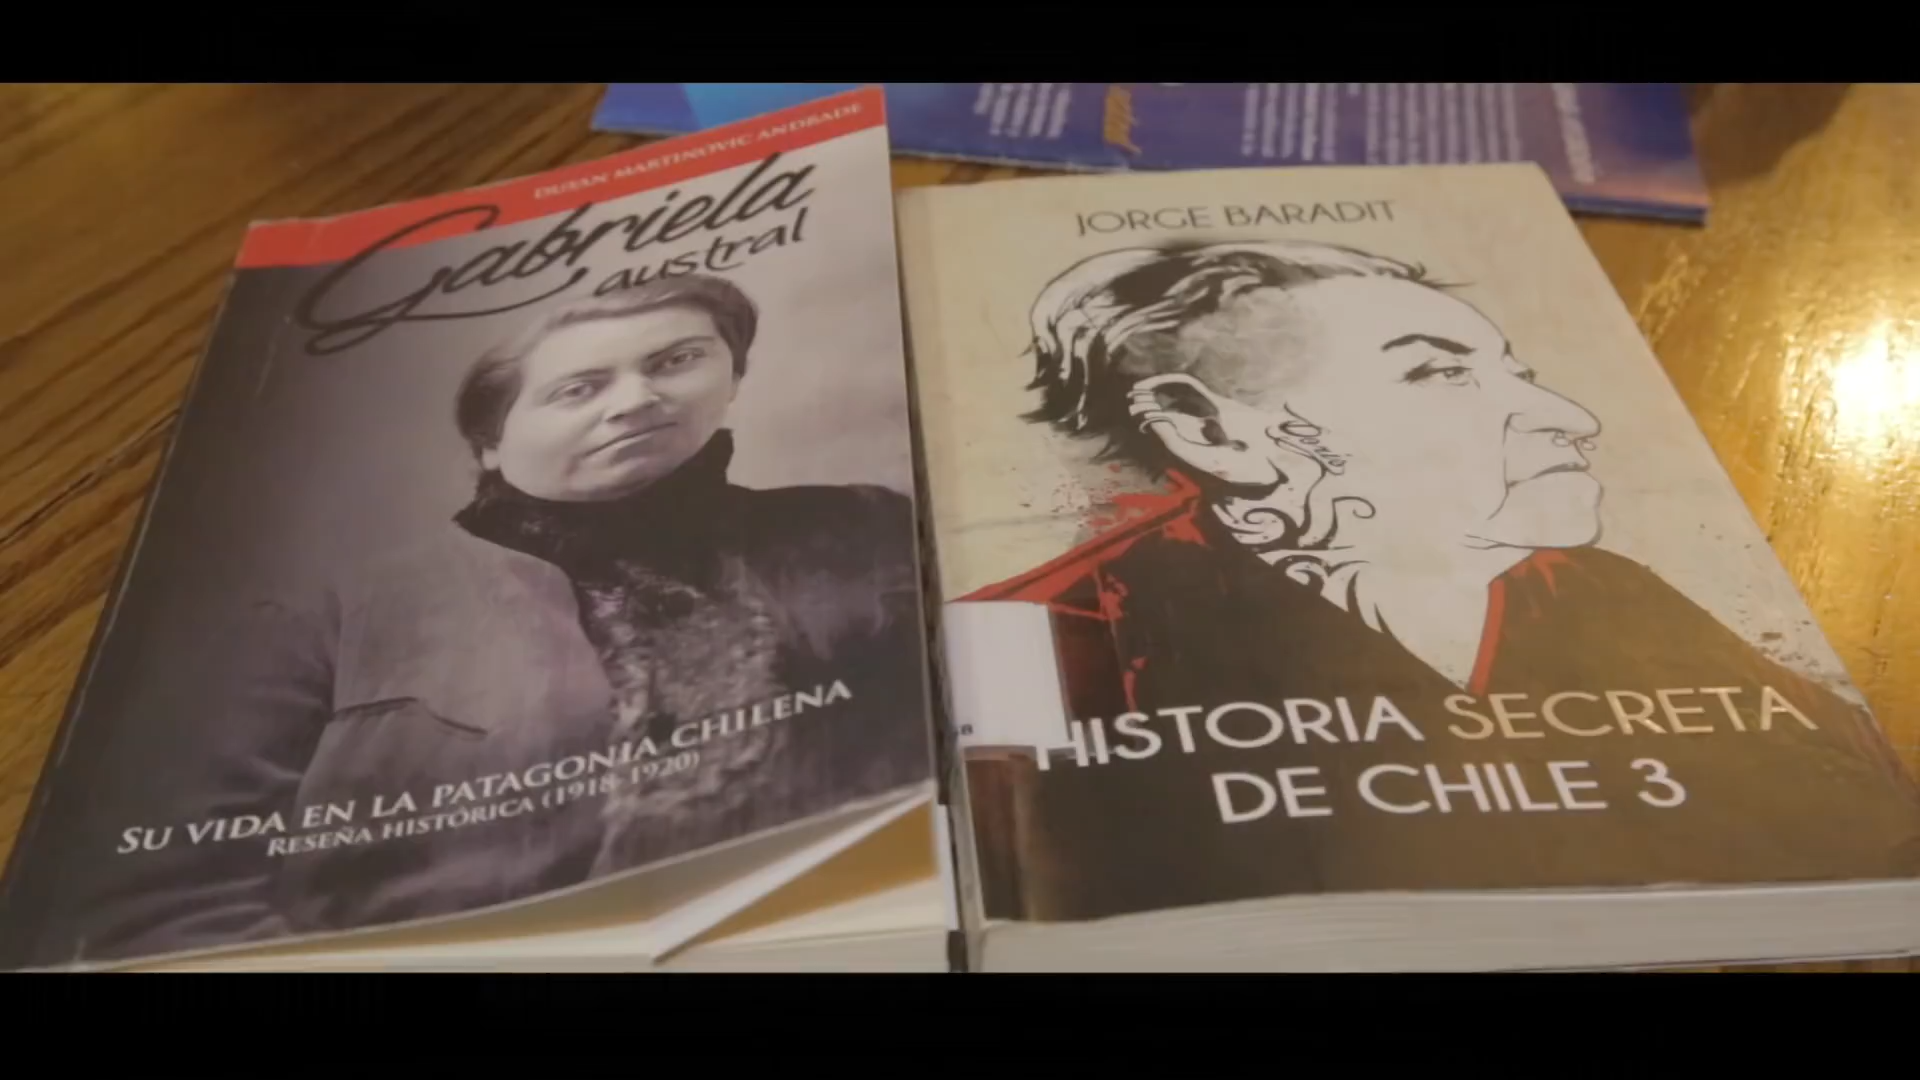 DUSAN MARTINOVIC ANDRADE
Gabriela
austral
SU VIDA EN LA PATAGONIA CHILENA
RESEÑA HISTÓRICA (1918-1920)
JORGE BARADIT
Doris
HISTORIA SECRETA
DE CHILE 3